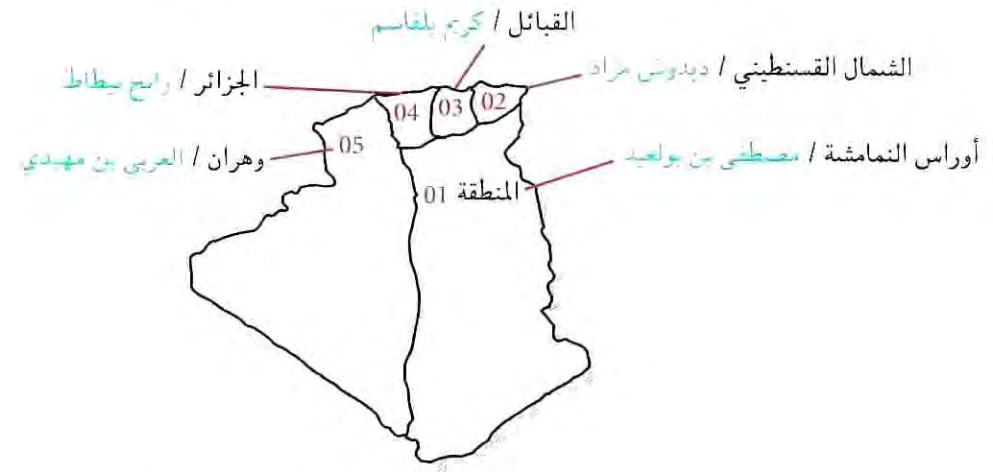 القبائل / كريم بلقاسم
الشمال القسنطيني / ديدوش مراد
الجزائر / رابح بيطاط
04 03 02
وهران / العربي بن مهيدي
05
أوراس النمامشة / مصطفى بن بولعيد
المنطقة 01